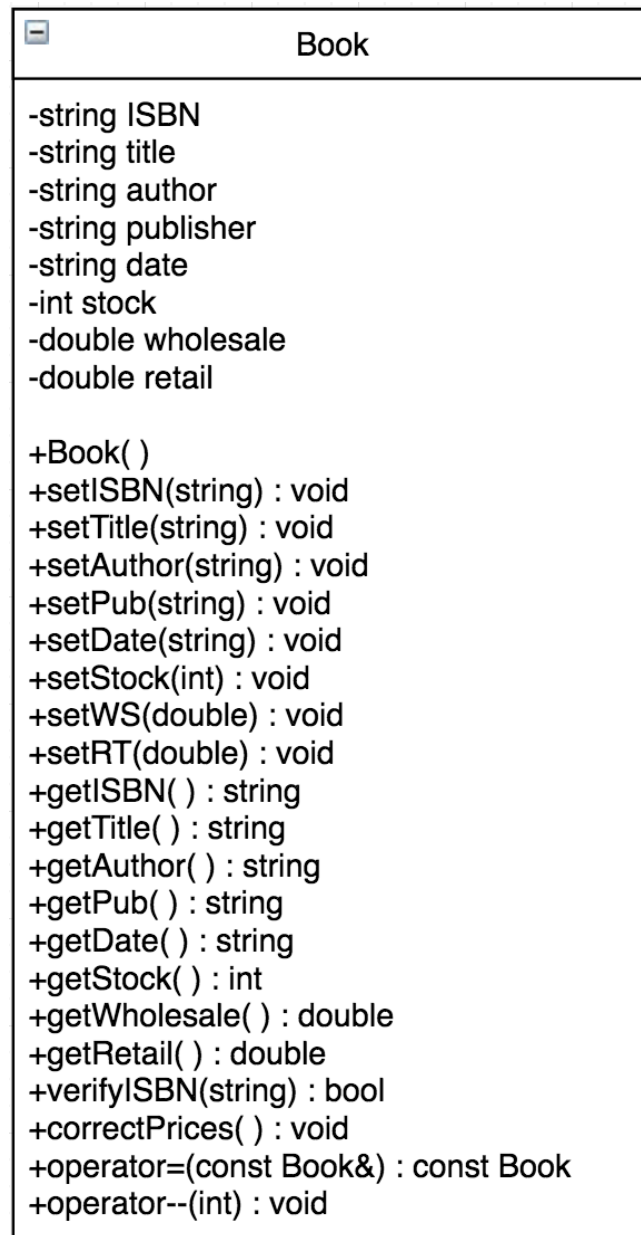 Book
-string ISBN
-string title
-string author
-string publisher
-string date
-int stock
-double wholesale
-double retail
+Book( )
+setISBN(string) : void
+setTitle(string) : void
+setAuthor(string) : void
+setPub(string) : void
+setDate(string) : void
+setStock(int) : void
+setWS(double) : void
+setRT(double) : void
+getISBN( ) : string
+getTitle( ) : string
+getAuthor( ) : string
+getPub( ) : string
+getDate( ) : string
+getStock( ) : int
+getWholesale( ) : double
+getRetail( ) : double
+verifyISBN(string) : bool
+correctPrices( ) : void
+operator=(const Book&) : const Book
+operator--(int) : void